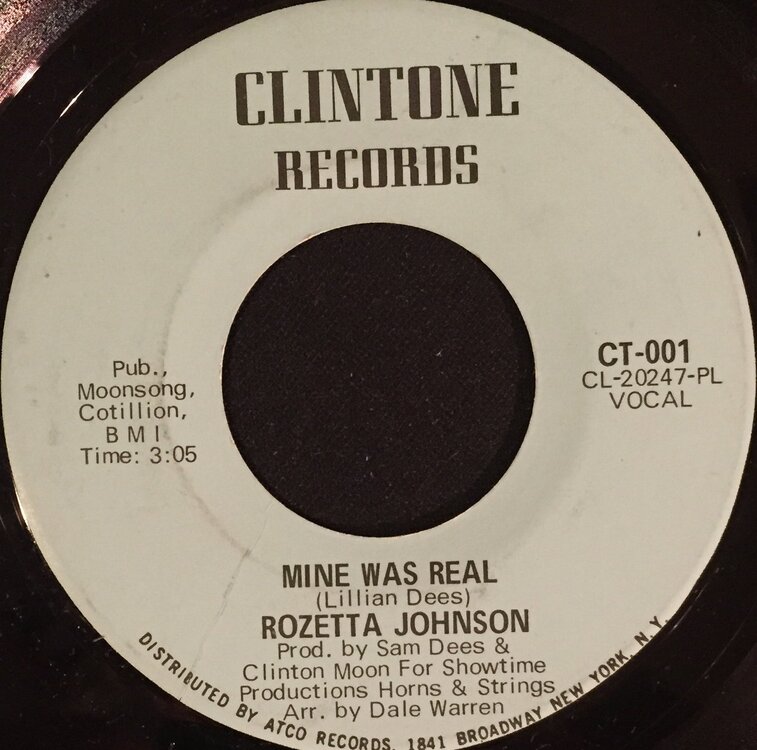 CLINTONE
RECORDS
Pub.,
Moonsong,
Cotillion,
B M I
Time: 3:05
CT-001
CL-20247-PL
VOCAL
MINE WAS REAL
(Lillian Dees)
ROZETTA JOHNSON
Prod. by Sam Dees &
Clinton Moon For Showtime
Productions Horns & Strings
Arr. by Dale Warren
DISTRIBUTED BY ATCO RECORDS, 1841 BROADWAY NEW YORK, N.Y.